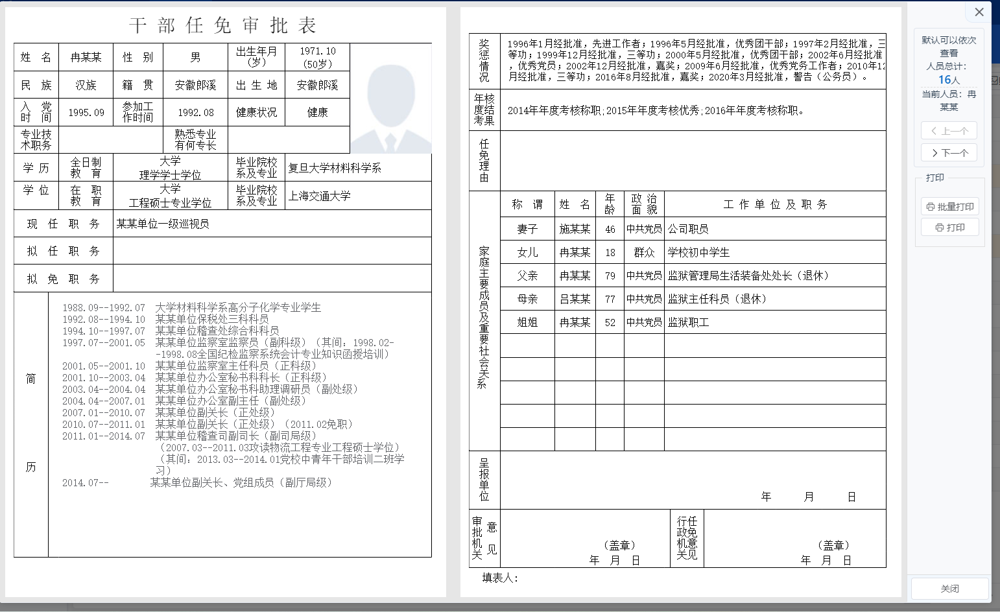 干部任免审批表
姓 名 冉某某 性 别 男 出生年月（岁） 1971.10（50岁）
民 族 汉族 籍 贯 安徽郎溪 出 生 地 安徽郎溪
入 党 时 间 1995.09 参加工作时间 1992.08 健康状况 健康
专业技术职务 熟悉专业有何专长
学 历 全日制教 育 大学 理学学士学位 毕业院校系及专业 复旦大学材料科学系
学 位 在 职教 育 大学 工程硕士专业学位 毕业院校系及专业 上海交通大学
现 任 职 务 某某单位一级巡视员
拟 任 职 务
拟 免 职 务
简 历
1988.09--1992.07 大学材料科学系高分子化学专业学生
1992.08--1994.10 某某单位保税处三科科员
1994.10--1997.07 某某单位稽查处综合科科员
1997.07--2001.05 某某单位监察室监察员（副科级）（其间：1998.02-
-1998.08全国纪检监察系统会计专业知识函授培训）
2001.05--2001.10 某某单位监察室主任科员（正科级）
2001.10--2003.04 某某单位办公室秘书科科长（正科级）
2003.04--2004.04 某某单位办公室秘书科助理调研员（副处级）
2004.04--2007.01 某某单位办公室副主任（副处级）
2007.01--2010.07 某某单位副关长（正处级）
2010.07--2011.01 某某单位副关长（正处级）（2011.02免职）
2011.01--2014.07 某某单位稽查司副司长（副司局级）
（2007.03--2011.03攻读物流工程专业工程硕士学位）
（其间：2013.03--2014.01党校中青年干部培训二班学
习）
2014.07-- 某某单位副关长、党组成员（副厅局级）
奖惩情况
1996年1月经批准，先进工作者；1996年5月经批准，优秀团干部；1997年2月经批准，三
等功；1999年12月经批准，三等功；2000年5月经批准，优秀团干部；2002年6月经批准
，优秀党员；2002年12月经批准，嘉奖；2009年6月经批准，优秀党务工作者；2010年12
月经批准，三等功；2016年8月经批准，嘉奖；2020年3月经批准，警告（公务员）。
年核度结考果 2014年年度考核称职;2015年年度考核优秀;2016年年度考核称职。
任免理由
家庭主要成员及重要社会关系
称 谓 姓 名 年龄 政 治面 貌 工 作 单 位 及 职 务
妻子 施某某 46 中共党员 公司职员
女儿 冉某某 18 群众 学校初中学生
父亲 冉某某 79 中共党员 监狱管理局生活装备处处长（退休）
母亲 吕某某 77 中共党员 监狱主任科员（退休）
姐姐 冉某某 52 中共党员 监狱职工
呈报单位
年 月 日
审批机关 意见 （盖章） 年 月 日
行任政免机意关见 （盖章） 年 月 日
填表人：
默认可以依次
查看
人员总计：
16人
当前人员：冉
某某
上一个
下一个
打印
批量打印
打印
关闭